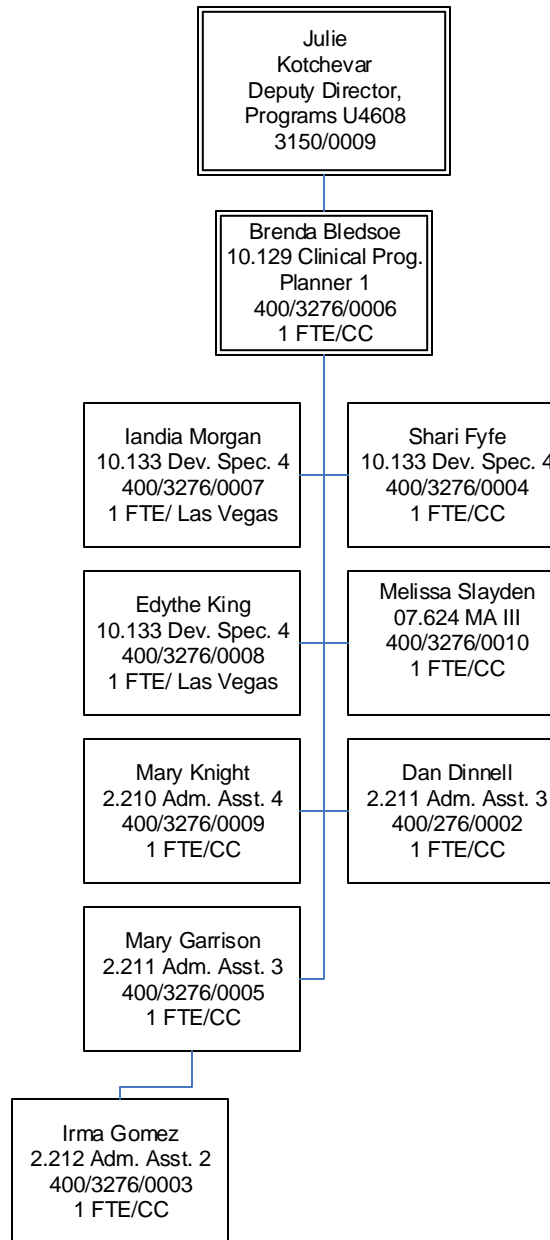 Julie
Kotchevar
Deputy Director,
Programs U4608
3150/0009
Brenda Bledsoe
10.129 Clinical Prog.
Planner 1
400/3276/0006
1 FTE/CC
Iandia Morgan
10.133 Dev. Spec. 4
400/3276/0007
1 FTE/ Las Vegas
Shari Fyfe
10.133 Dev. Spec. 4
400/3276/0004
1 FTE/CC
Edythe King
10.133 Dev. Spec. 4
400/3276/0008
1 FTE/ Las Vegas
Melissa Slayden
07.624 MA III
400/3276/0010
1 FTE/CC
Mary Knight
2.210 Adm. Asst. 4
400/3276/0009
1 FTE/CC
Dan Dinnell
2.211 Adm. Asst. 3
400/276/0002
1 FTE/CC
Mary Garrison
2.211 Adm. Asst. 3
400/3276/0005
1 FTE/CC
Irma Gomez
2.212 Adm. Asst. 2
400/3276/0003
1 FTE/CC